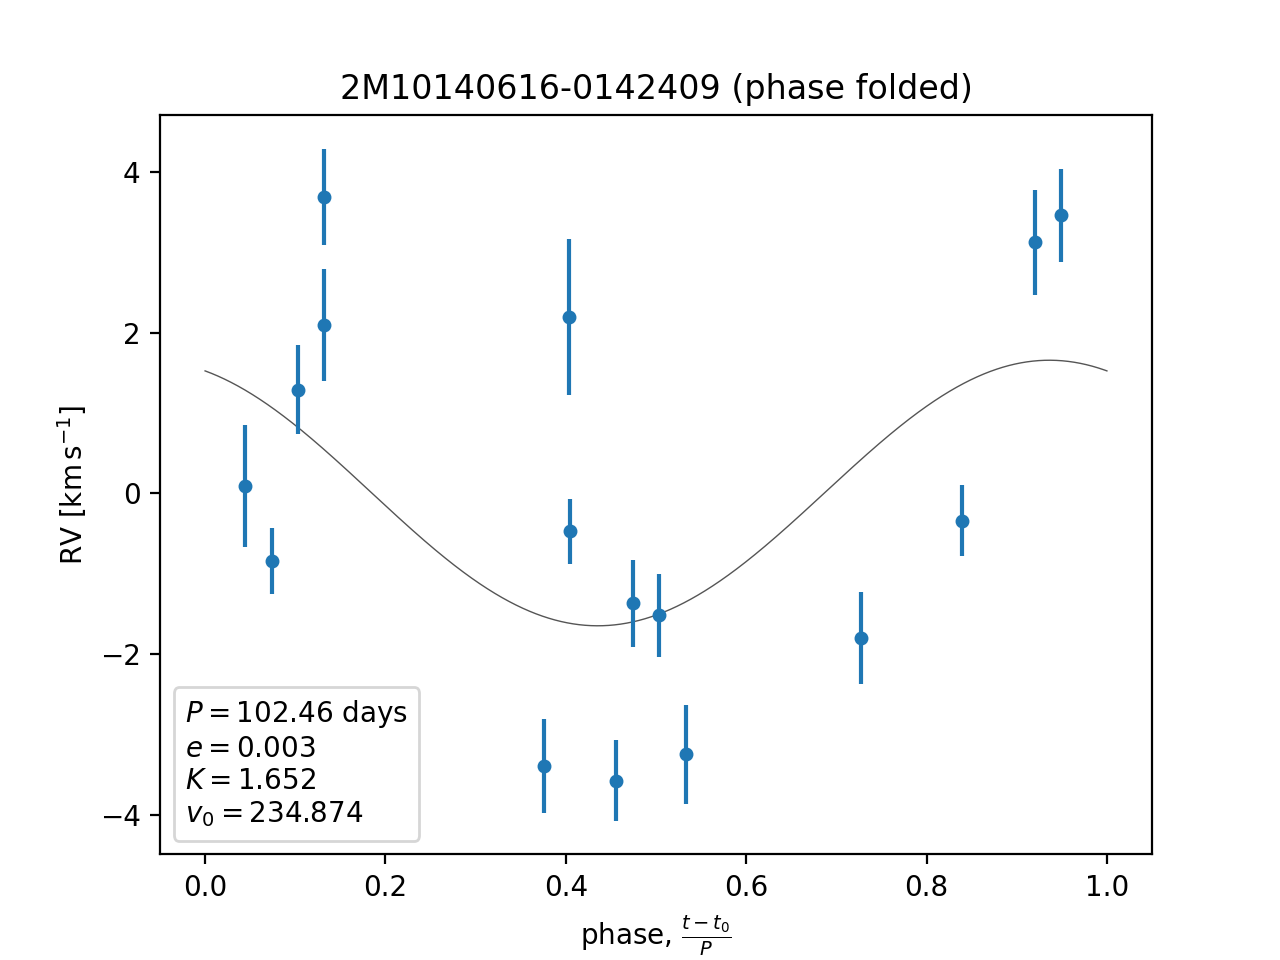 2M10140616-0142409 (phase folded)
4
2
0
−2
−4
RV [km s⁻¹]
P = 102.46 days
e = 0.003
K = 1.652
v₀ = 234.874
0.0 0.2 0.4 0.6 0.8 1.0
phase, (t − t₀)/P